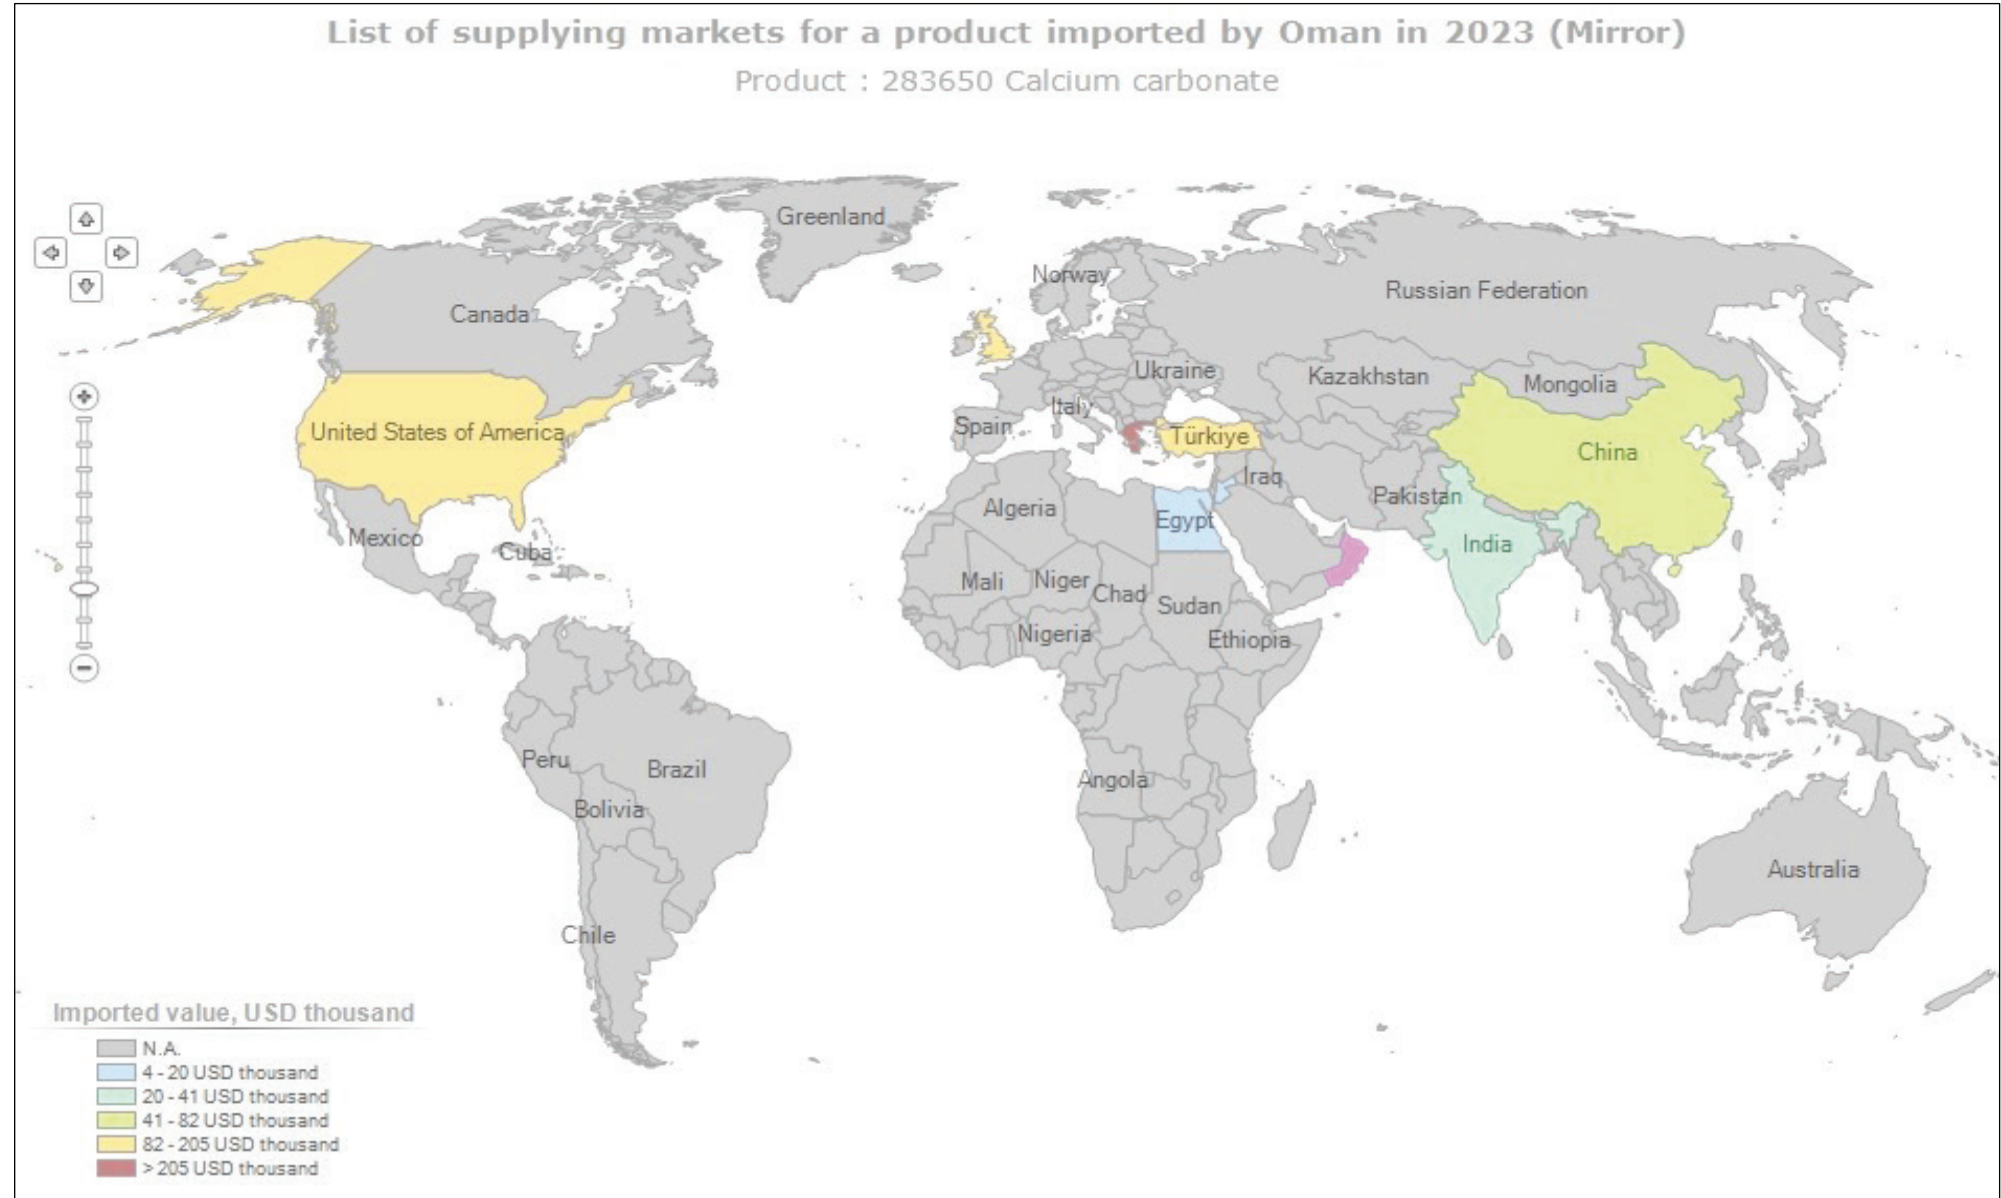 List of supplying markets for a product imported by Oman in 2023 (Mirror)
Product : 283650 Calcium carbonate
Greenland
Norway
Russian Federation
Canada
Ukraine
Kazakhstan
Mongolia
Italy
Spain
Türkiye
United States of America
China
Iraq
Pakistan
Algeria
Egypt
Mexico
Cuba
India
Mali
Niger
Chad
Sudan
Nigeria
Ethiopia
Peru
Brazil
Angola
Bolivia
Australia
Chile
Imported value, USD thousand
N.A.
4 - 20 USD thousand
20 - 41 USD thousand
41 - 82 USD thousand
82 - 205 USD thousand
> 205 USD thousand